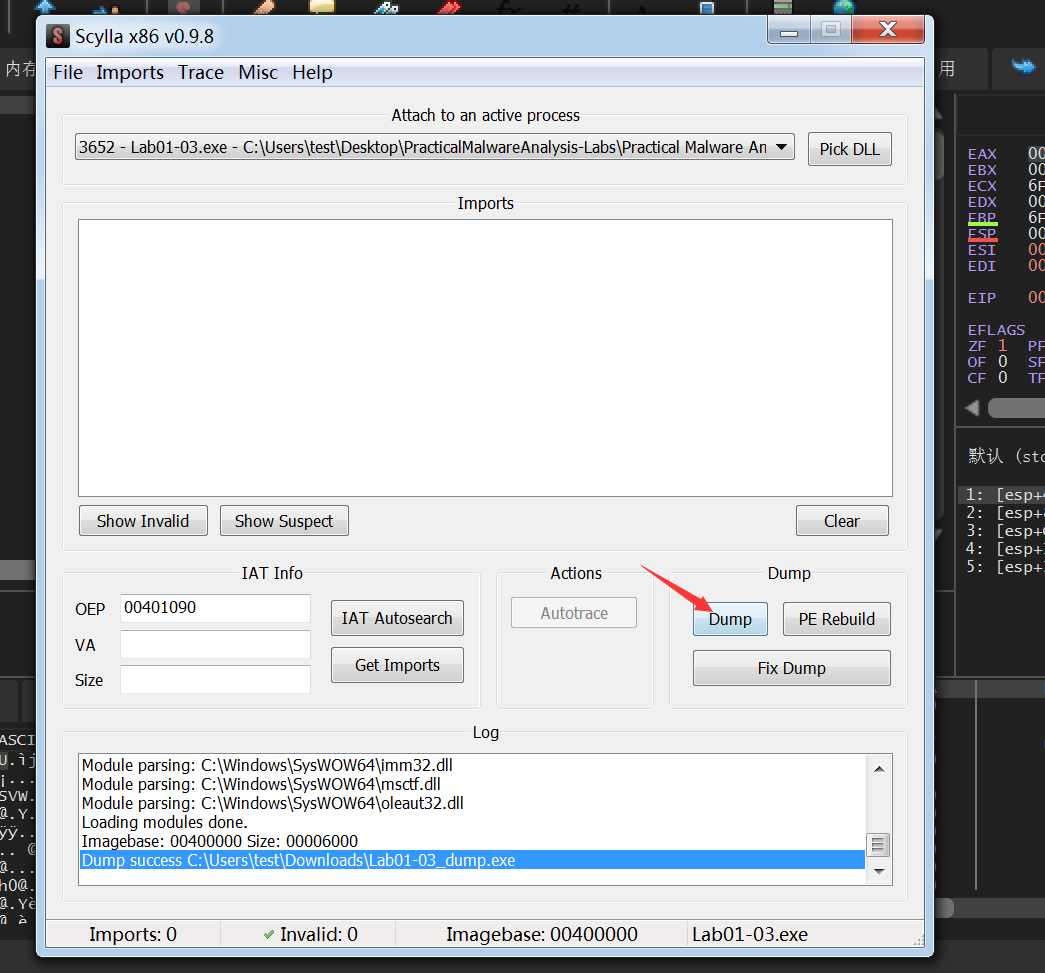 Scylla x86 v0.9.8
File Imports Trace Misc Help
内存
用
Attach to an active process
3652 - Lab01-03.exe - C:\Users\test\Desktop\PracticalMalwareAnalysis-Labs\Practical Malware An
Pick DLL
Imports
Show Invalid
Show Suspect
Clear
IAT Info
OEP 00401090
VA
Size
IAT Autosearch
Get Imports
Actions
Autotrace
Dump
Dump
PE Rebuild
Fix Dump
Log
Module parsing: C:\Windows\SysWOW64\imm32.dll
Module parsing: C:\Windows\SysWOW64\msctf.dll
Module parsing: C:\Windows\SysWOW64\oleaut32.dll
Loading modules done.
Imagebase: 00400000 Size: 00006000
Dump success C:\Users\test\Downloads\Lab01-03_dump.exe
Imports: 0
Invalid: 0
Imagebase: 00400000
Lab01-03.exe
EAX 00
EBX 00
ECX 6F
EDX 00
EBP 6F
ESP 00
ESI 00
EDI 00
EIP 00
EFLAGS
ZF 1 PF
OF 0 SF
CF 0 TF
默认 (std
1: [esp+4
2: [esp+8
3: [esp+
4: [esp+
5: [esp+
ASCI
U.ìj
SVW.
@.Y.
ÿÿ..
.. @
@...
hO@.
@.Yè
@.è